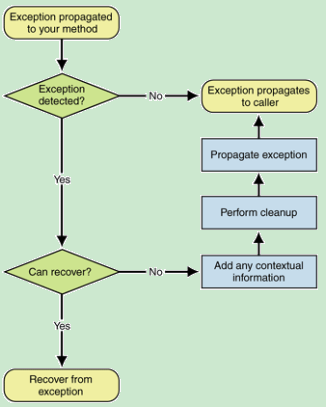 Exception propagated
to your method
Exception
detected?
No
Exception propagates
to caller
Propagate exception
Yes
Perform cleanup
Can recover?
No
Add any contextual
information
Yes
Recover from
exception